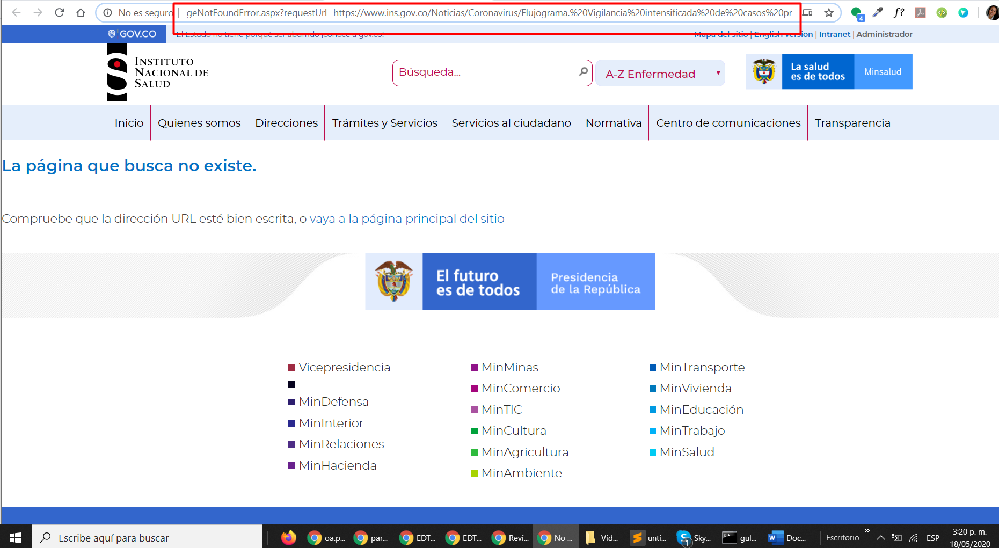 No es seguro
geNotFoundError.aspx?requestUrl=https://www.ins.gov.co/Noticias/Coronavirus/Flujograma.%20Vigilancia%20intensificada%20de%20casos%20pr
4
f?
GOV.CO
El Estado no tiene porqué ser aburrido ¡conoce a gov.co!
Mapa del sitio | English version | Intranet | Administrador
INSTITUTO
NACIONAL DE
SALUD
Búsqueda...
A-Z Enfermedad
La salud
es de todos
Minsalud
Inicio
Quienes somos
Direcciones
Trámites y Servicios
Servicios al ciudadano
Normativa
Centro de comunicaciones
Transparencia
La página que busca no existe.
Compruebe que la dirección URL esté bien escrita, o vaya a la página principal del sitio
El futuro
es de todos
Presidencia
de la República
Vicepresidencia
MinDefensa
MinInterior
MinRelaciones
MinHacienda
MinMinas
MinComercio
MinTIC
MinCultura
MinAgricultura
MinAmbiente
MinTransporte
MinVivienda
MinEducación
MinTrabajo
MinSalud
Escribe aquí para buscar
oa.p...
par...
EDT...
EDT...
Revi...
No ...
Vid...
unti...
1
Sky...
gul...
Doc...
Escritorio
ESP
3:20 p. m.
18/05/2020